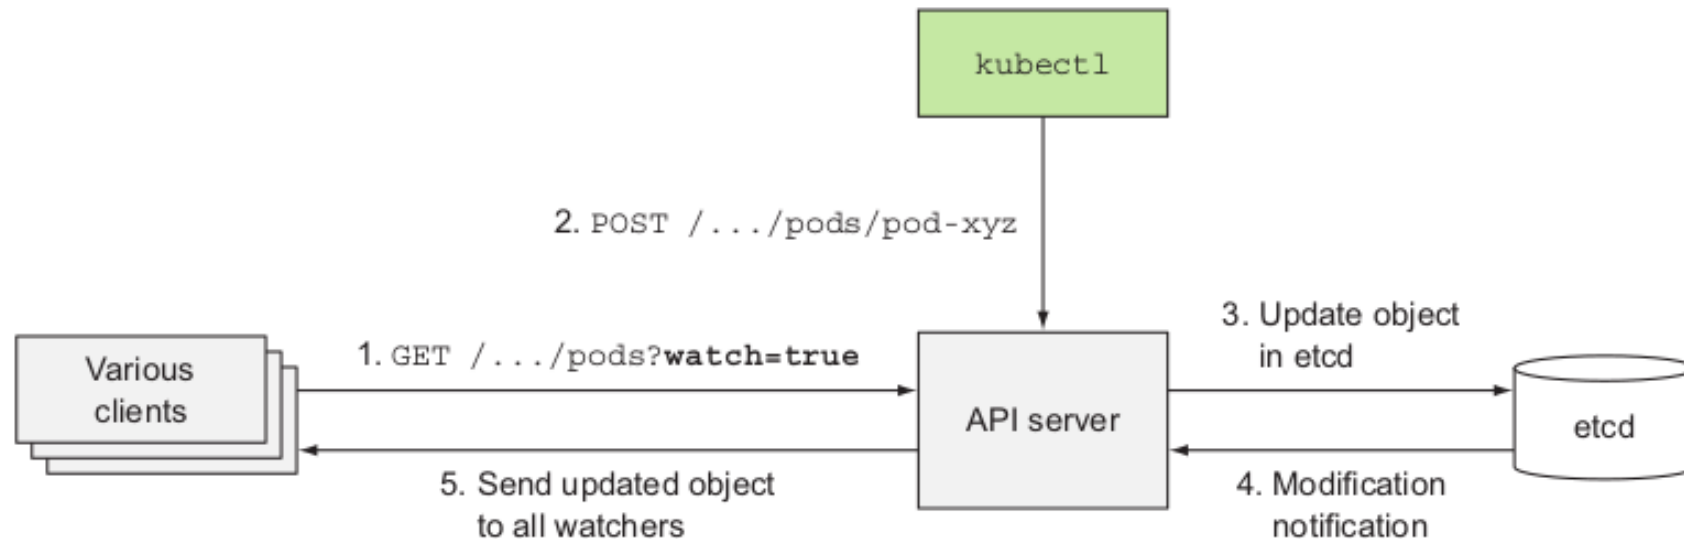 kubectl
2. POST /.../pods/pod-xyz
3. Update object
in etcd
1. GET /.../pods?watch=true
Various
clients
API server
etcd
5. Send updated object
to all watchers
4. Modification
notification